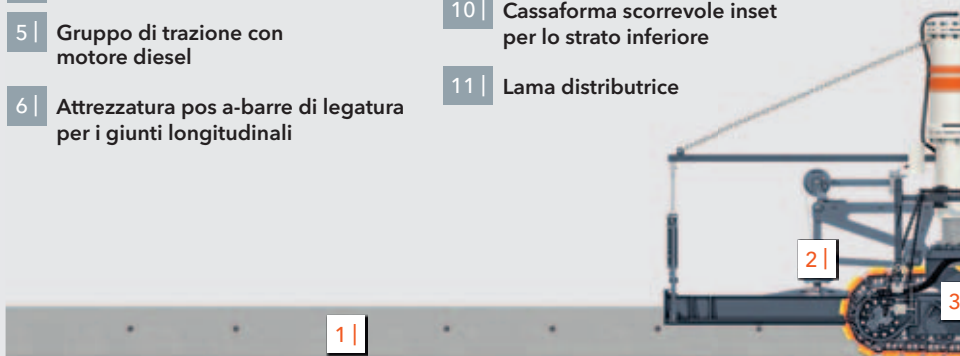 5 |
Gruppo di trazione con
motore diesel
6 |
Attrezzatura pos a-barre di legatura
per i giunti longitudinali
10 |
Cassaforma scorrevole inset
per lo strato inferiore
11 |
Lama distributrice
2 |
3
1 |